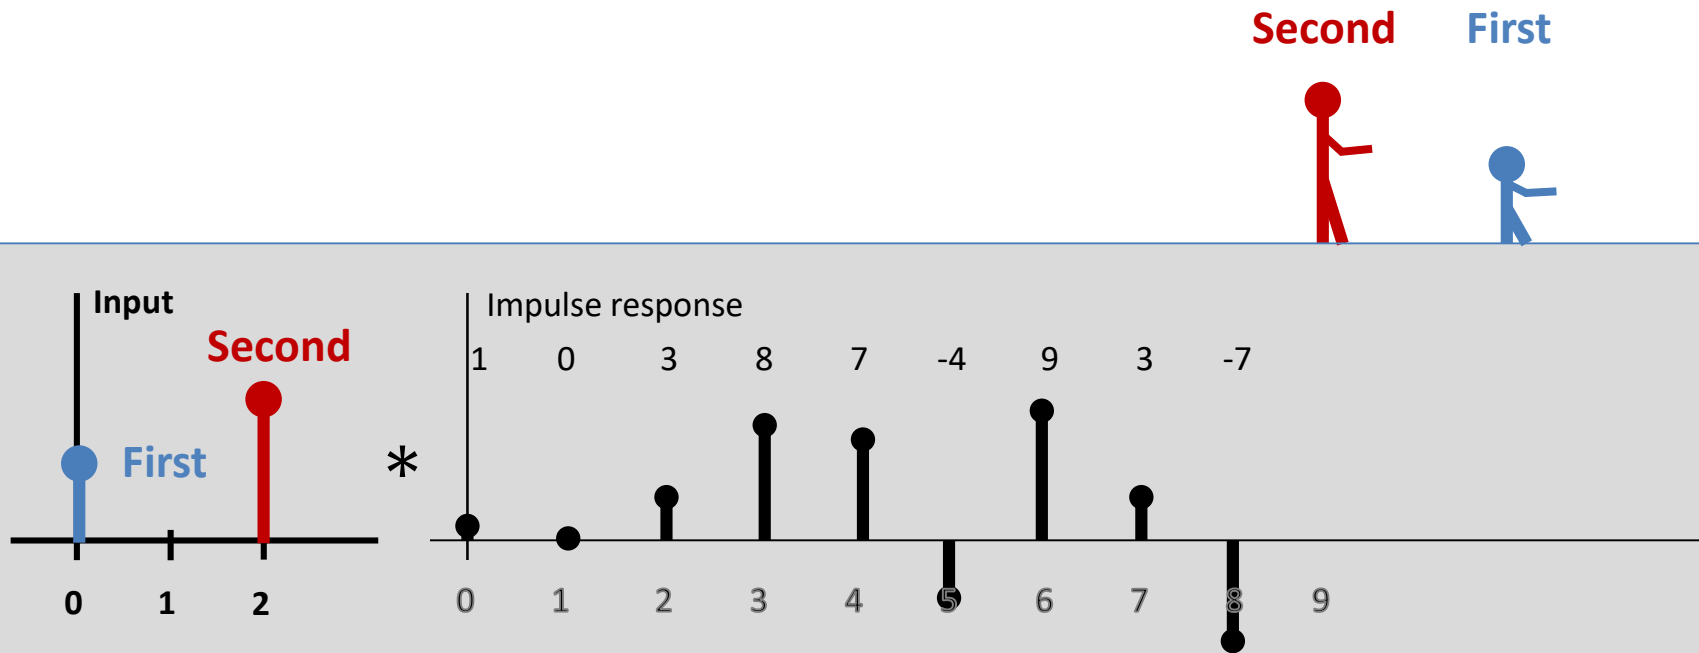 Second First
Input
Second
First
*
Impulse response
1 0 3 8 7 -4 9 3 -7
0 1 2
0 1 2 3 4 5 6 7 8 9